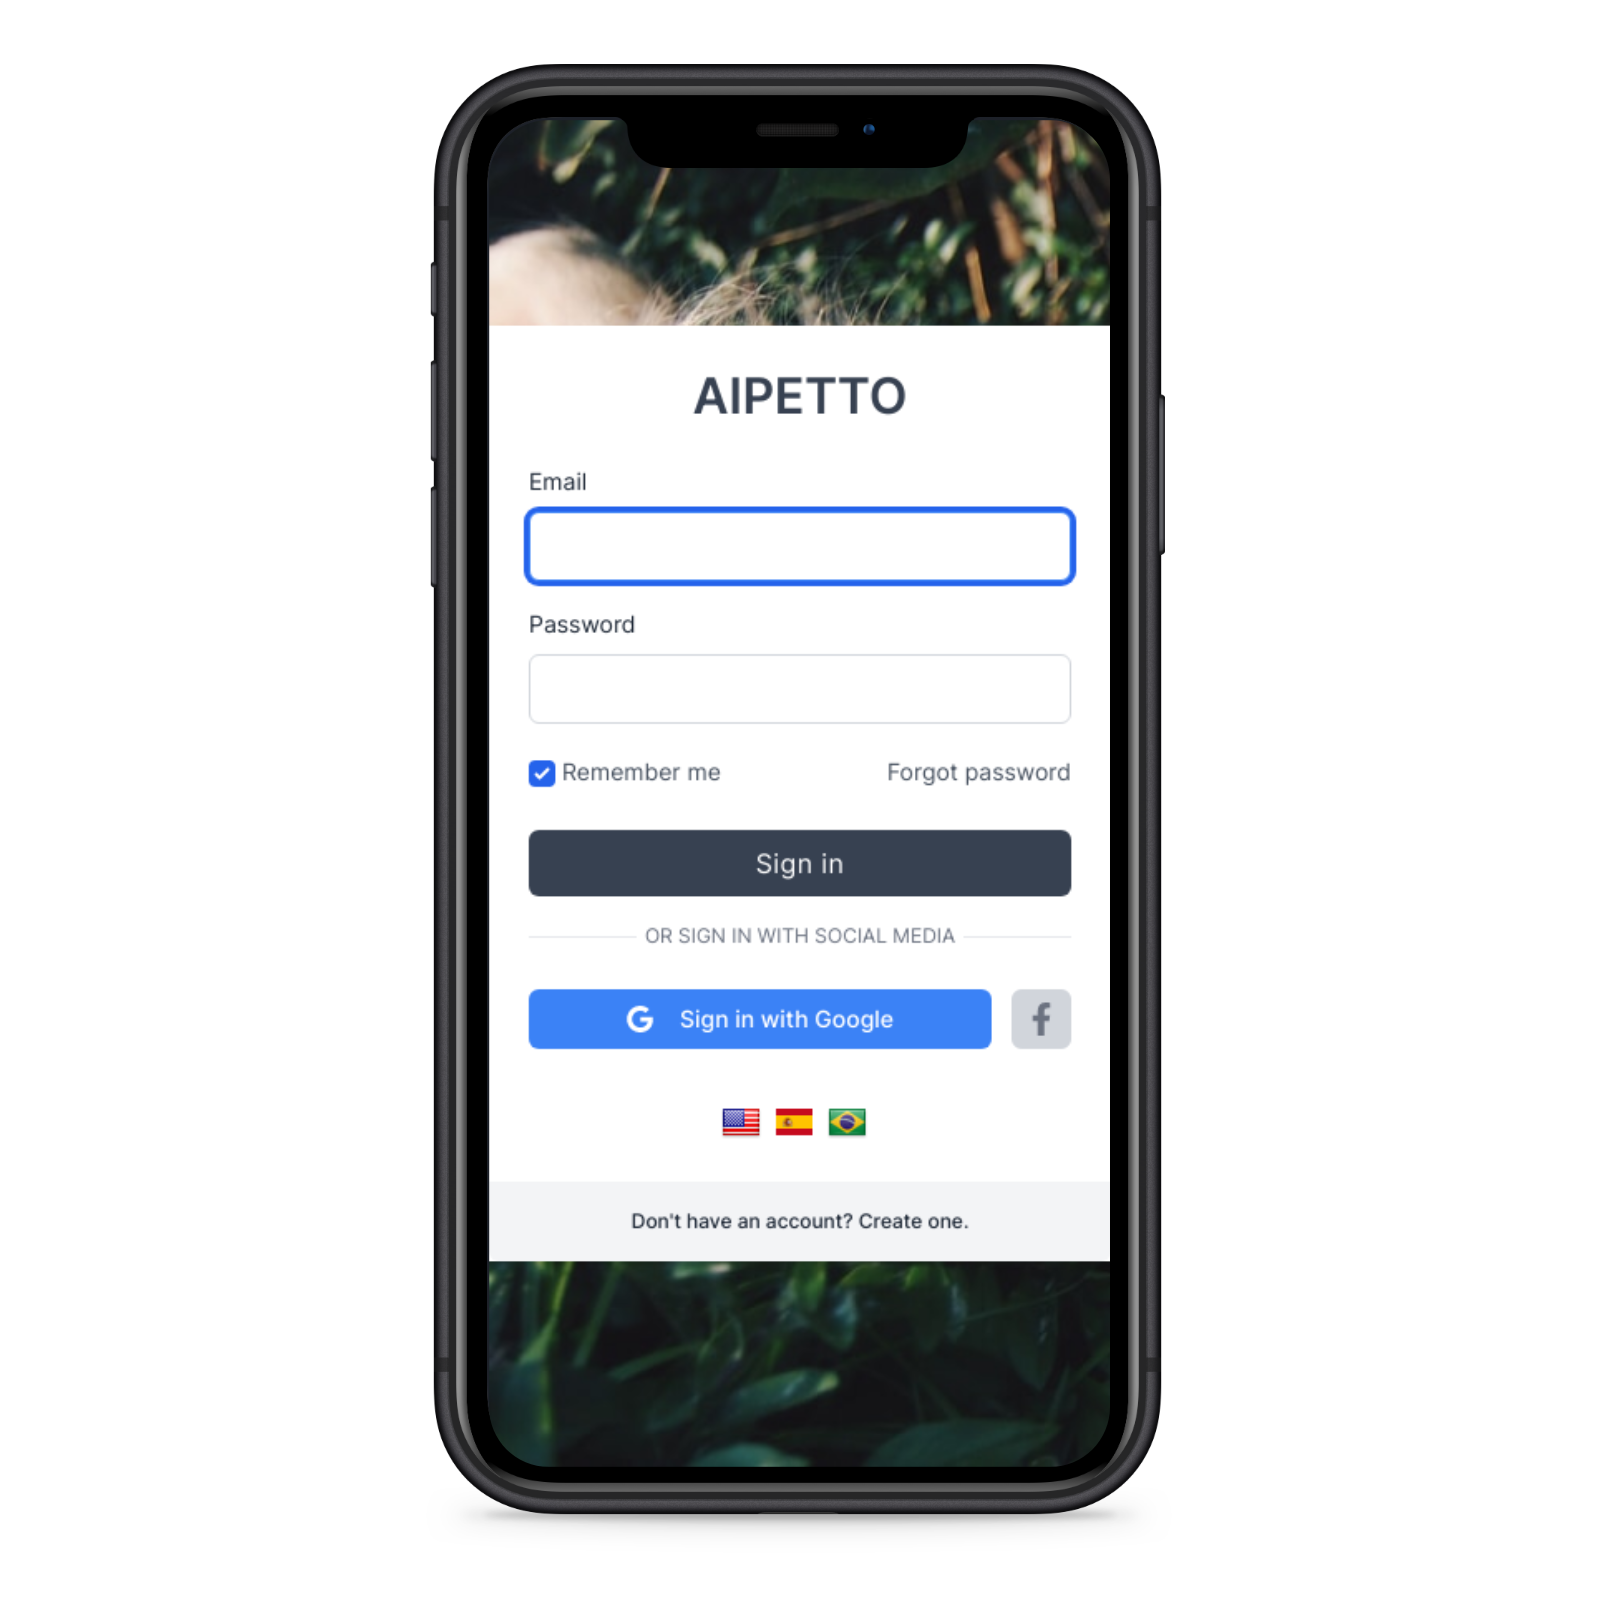 AIPETTO
Email
Password
Remember me
Forgot password
Sign in
OR SIGN IN WITH SOCIAL MEDIA
Sign in with Google
Don't have an account? Create one.